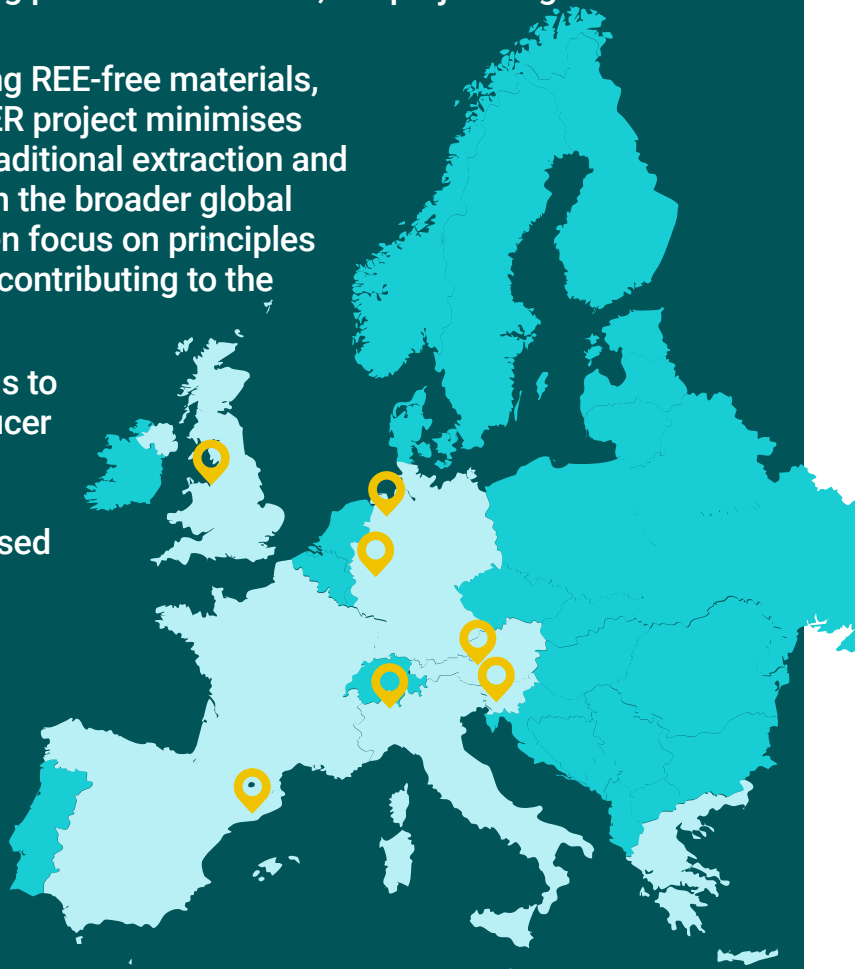 ng REE-free materials,
ER project minimises
aditional extraction and
n the broader global
en focus on principles
contributing to the
s to
ucer
sed